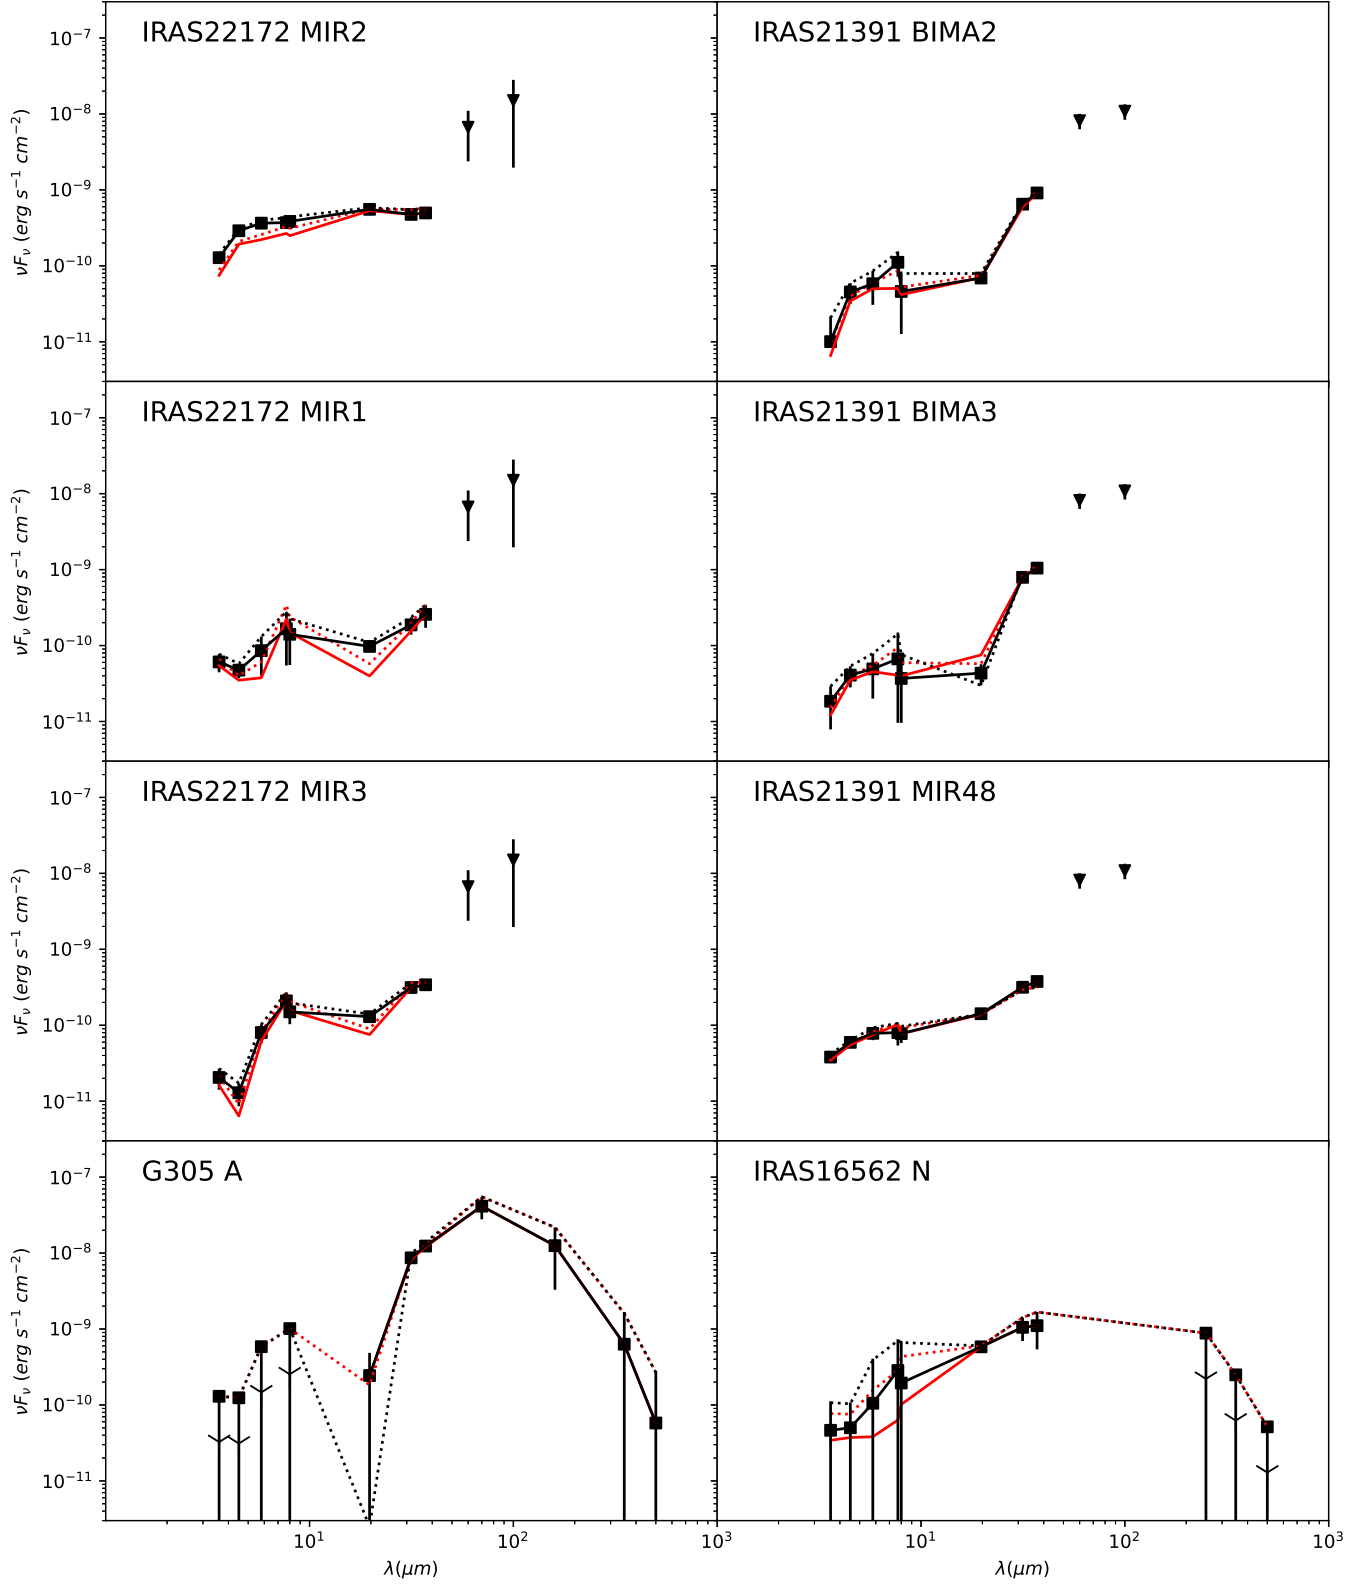 IRAS22172 MIR2
IRAS21391 BIMA2
10⁻⁷
10⁻⁸
10⁻⁹
10⁻¹⁰
10⁻¹¹
νFν (erg s⁻¹ cm⁻²)
IRAS22172 MIR1
IRAS21391 BIMA3
10⁻⁷
10⁻⁸
10⁻⁹
10⁻¹⁰
10⁻¹¹
νFν (erg s⁻¹ cm⁻²)
IRAS22172 MIR3
IRAS21391 MIR48
10⁻⁷
10⁻⁸
10⁻⁹
10⁻¹⁰
10⁻¹¹
νFν (erg s⁻¹ cm⁻²)
G305 A
IRAS16562 N
10⁻⁷
10⁻⁸
10⁻⁹
10⁻¹⁰
10⁻¹¹
νFν (erg s⁻¹ cm⁻²)
10¹ 10² 10³ 10¹ 10² 10³
λ(μm) λ(μm)